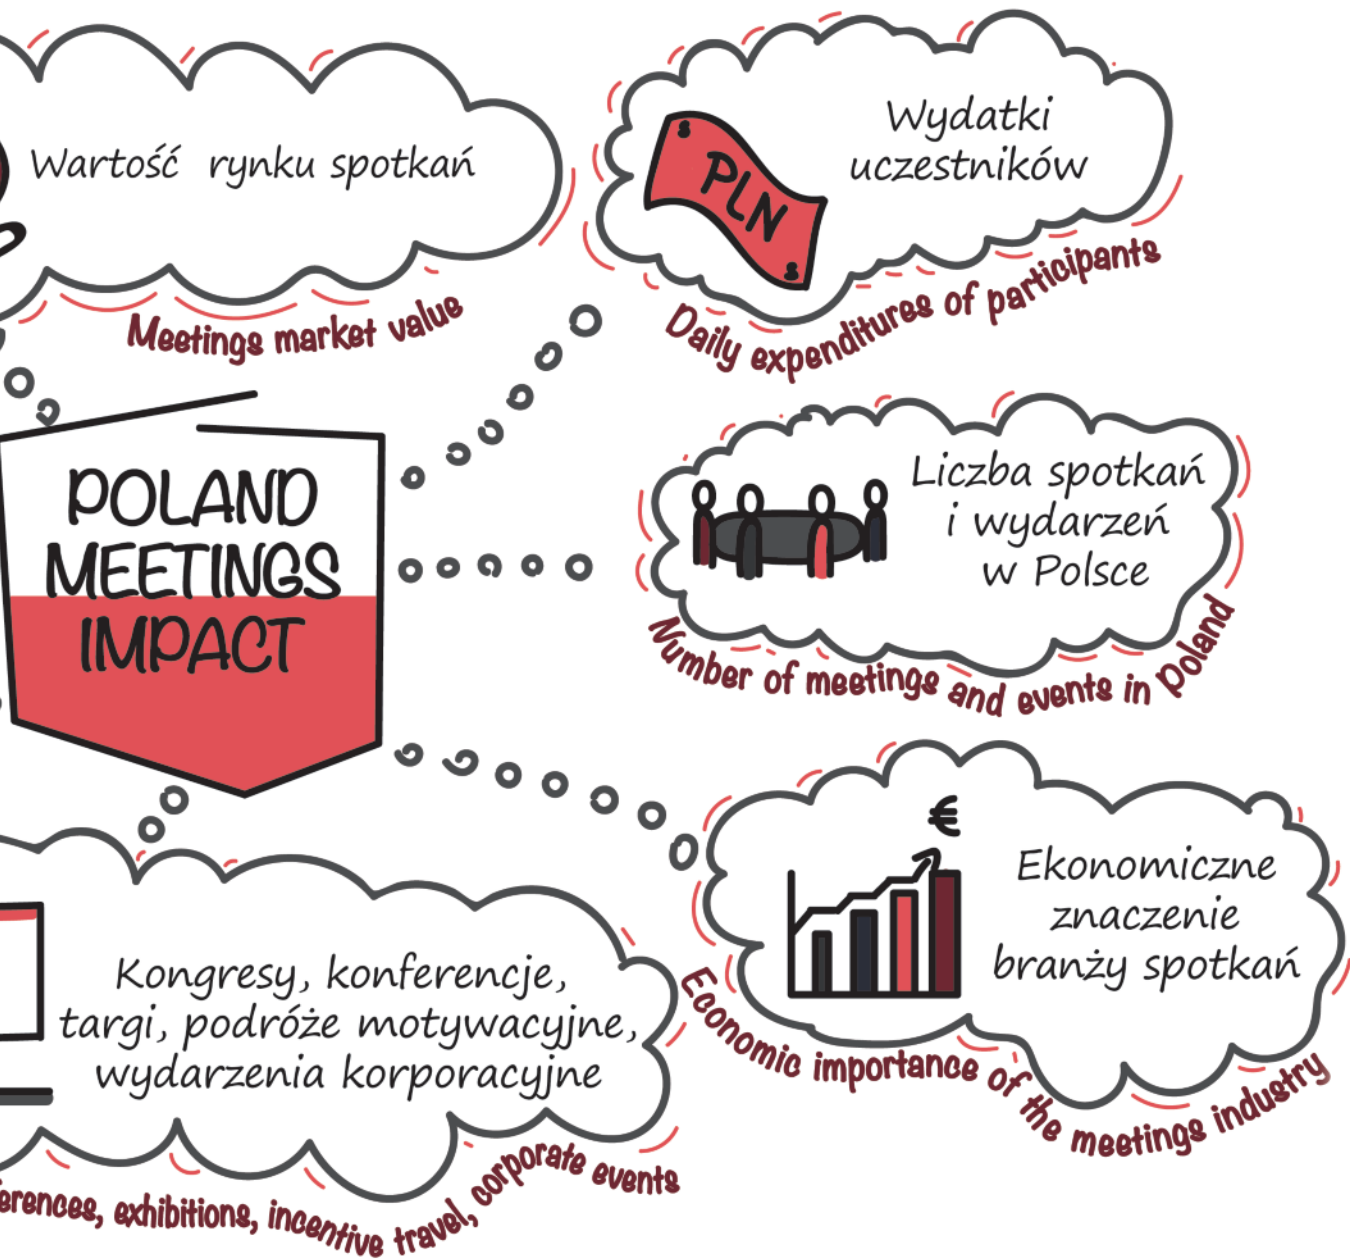 Wartość rynku spotkań
Meetings market value
PLN
Wydatki
uczestników
Daily expenditures of participants
POLAND
MEETINGS
IMPACT
Liczba spotkań
i wydarzeń
w Polsce
Number of meetings and events in Poland
€
Ekonomiczne
znaczenie
branży spotkań
Economic importance of the meetings industry
Kongresy, konferencje,
targi, podróże motywacyjne,
wydarzenia korporacyjne
erences, exhibitions, incentive travel, corporate events